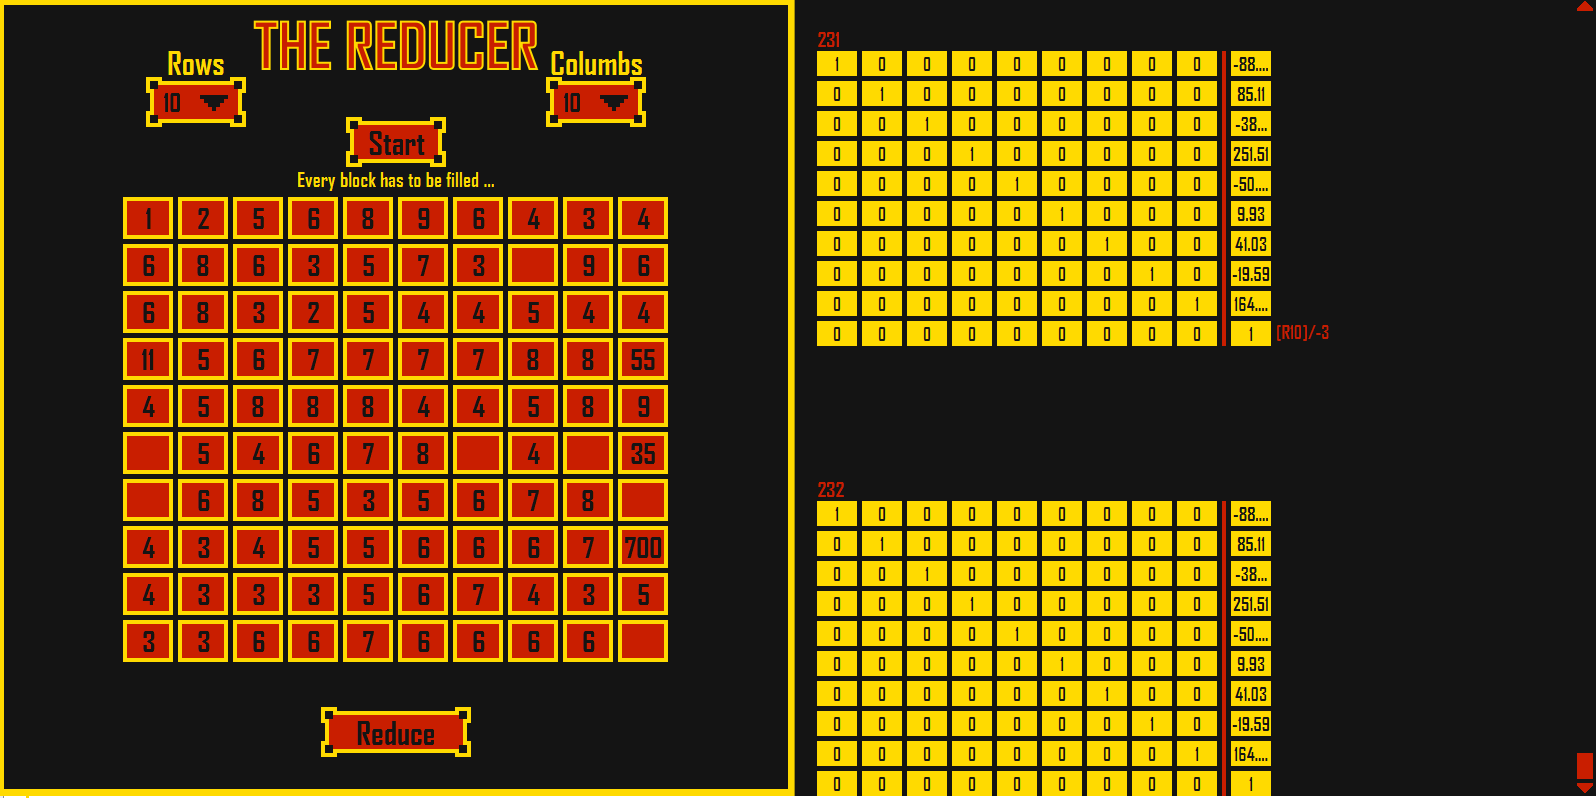 THE REDUCER
Rows
Columbs
10
10
Start
Every block has to be filled ...
1 2 5 6 8 9 6 4 3 4
6 8 6 3 5 7 3 9 6
6 8 3 2 5 4 4 5 4 4
11 5 6 7 7 7 7 8 8 55
4 5 8 8 8 4 4 5 8 9
5 4 6 7 8 4 35
6 8 5 3 5 6 7 8
4 3 4 5 5 6 6 6 7 700
4 3 3 3 5 6 7 4 3 5
3 3 6 6 7 6 6 6 6
Reduce
231
1 0 0 0 0 0 0 0 0 -88....
0 1 0 0 0 0 0 0 0 85.11
0 0 1 0 0 0 0 0 0 -38...
0 0 0 1 0 0 0 0 0 251.51
0 0 0 0 1 0 0 0 0 -50....
0 0 0 0 0 1 0 0 0 9.93
0 0 0 0 0 0 1 0 0 41.03
0 0 0 0 0 0 0 1 0 -19.59
0 0 0 0 0 0 0 0 1 164....
0 0 0 0 0 0 0 0 0 1 [R10]/-3
232
1 0 0 0 0 0 0 0 0 -88....
0 1 0 0 0 0 0 0 0 85.11
0 0 1 0 0 0 0 0 0 -38...
0 0 0 1 0 0 0 0 0 251.51
0 0 0 0 1 0 0 0 0 -50....
0 0 0 0 0 1 0 0 0 9.93
0 0 0 0 0 0 1 0 0 41.03
0 0 0 0 0 0 0 1 0 -19.59
0 0 0 0 0 0 0 0 1 164....
0 0 0 0 0 0 0 0 0 1